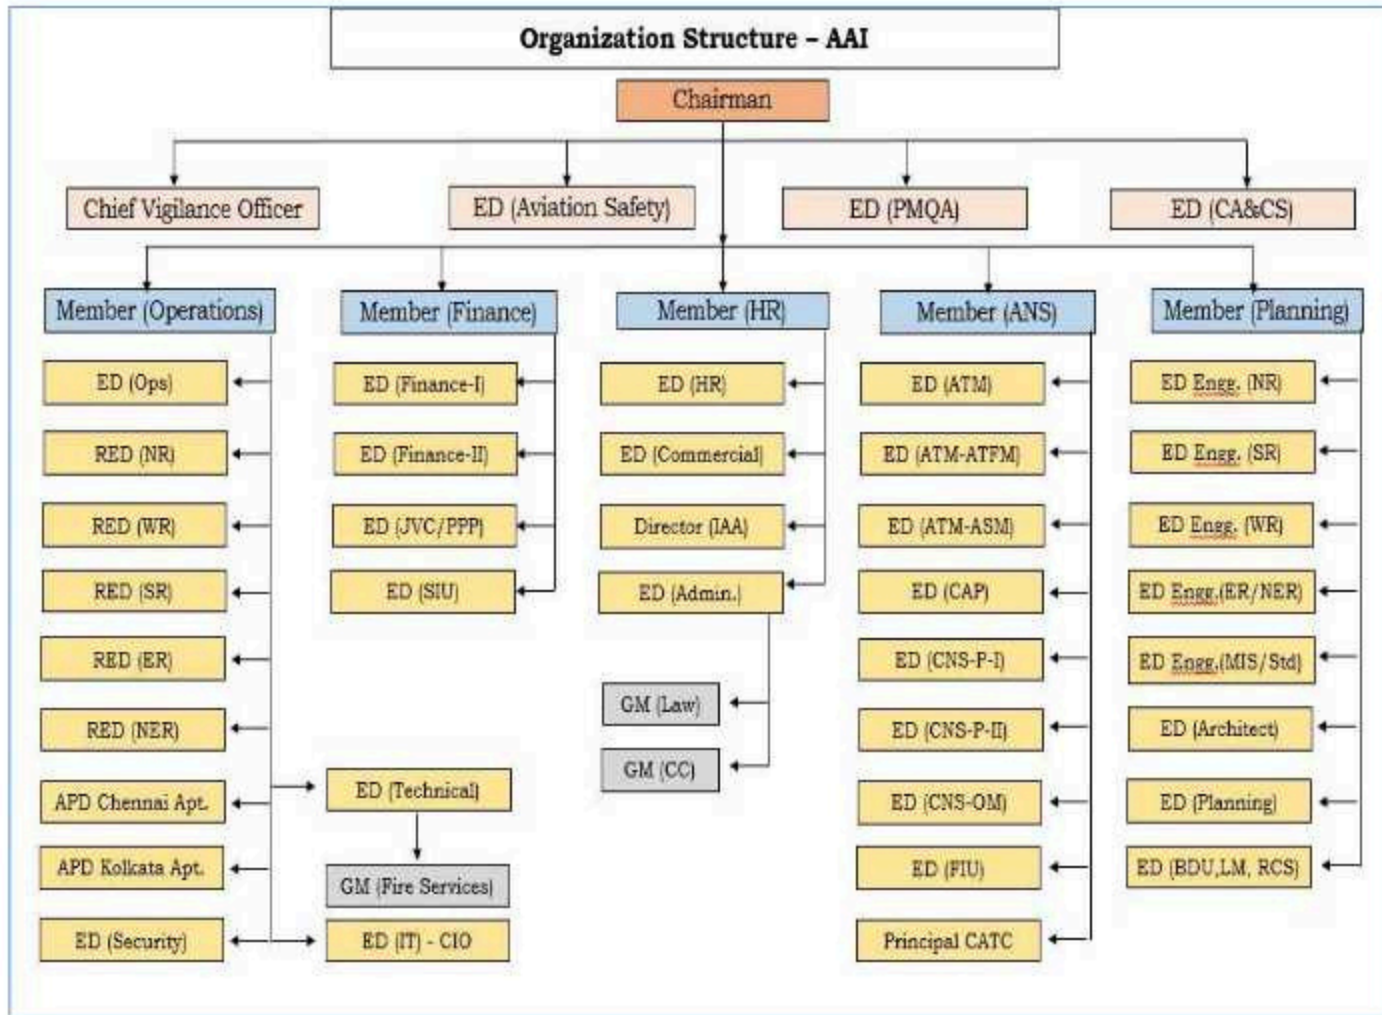 Organization Structure – AAI
Chairman
Chief Vigilance Officer
ED (Aviation Safety)
ED (PMQA)
ED (CA&CS)
Member (Operations)
Member (Finance)
Member (HR)
Member (ANS)
Member (Planning)
ED (Ops)
RED (NR)
RED (WR)
RED (SR)
RED (ER)
RED (NER)
APD Chennai Apt.
APD Kolkata Apt.
ED (Security)
ED (Finance-I)
ED (Finance-II)
ED (JVC/PPP)
ED (SIU)
ED (Technical)
GM (Fire Services)
ED (IT) - CIO
ED (HR)
ED (Commercial)
Director (IAA)
ED (Admin.)
GM (Law)
GM (CC)
ED (ATM)
ED (ATM-ATFM)
ED (ATM-ASM)
ED (CAP)
ED (CNS-P-I)
ED (CNS-P-II)
ED (CNS-OM)
ED (FIU)
Principal CATC
ED Engg. (NR)
ED Engg. (SR)
ED Engg. (WR)
ED Engg.(ER/NER)
ED Engg.(MIS/Std)
ED (Architect)
ED (Planning)
ED (BDU,LM, RCS)